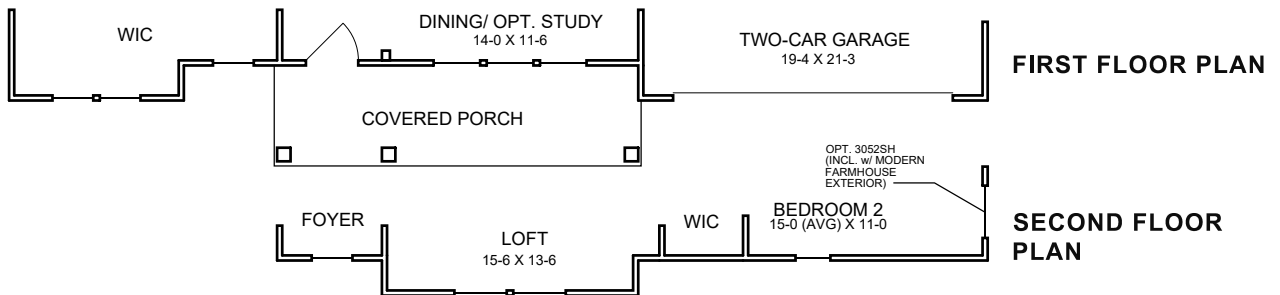 WIC
DINING/ OPT. STUDY
14-0 X 11-6
TWO-CAR GARAGE
19-4 X 21-3
FIRST FLOOR PLAN
COVERED PORCH
OPT. 3052SH
(INCL. w/ MODERN
FARMHOUSE
EXTERIOR)
FOYER
LOFT
15-6 X 13-6
WIC
BEDROOM 2
15-0 (AVG) X 11-0
SECOND FLOOR
PLAN